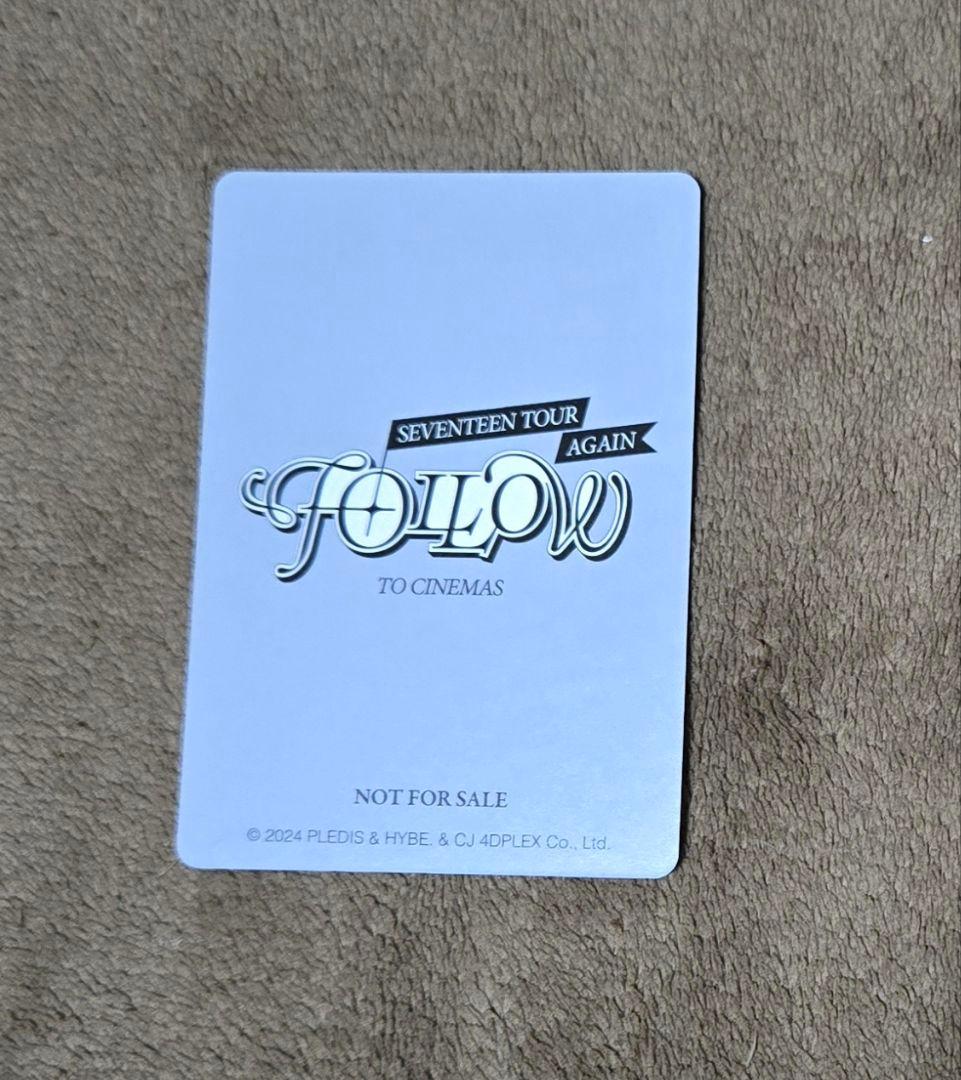 SEVENTEEN TOUR
AGAIN
FOLLOW
TO CINEMAS
NOT FOR SALE
© 2024 PLEDIS & HYBE. & CJ 4DPLEX Co., Ltd.